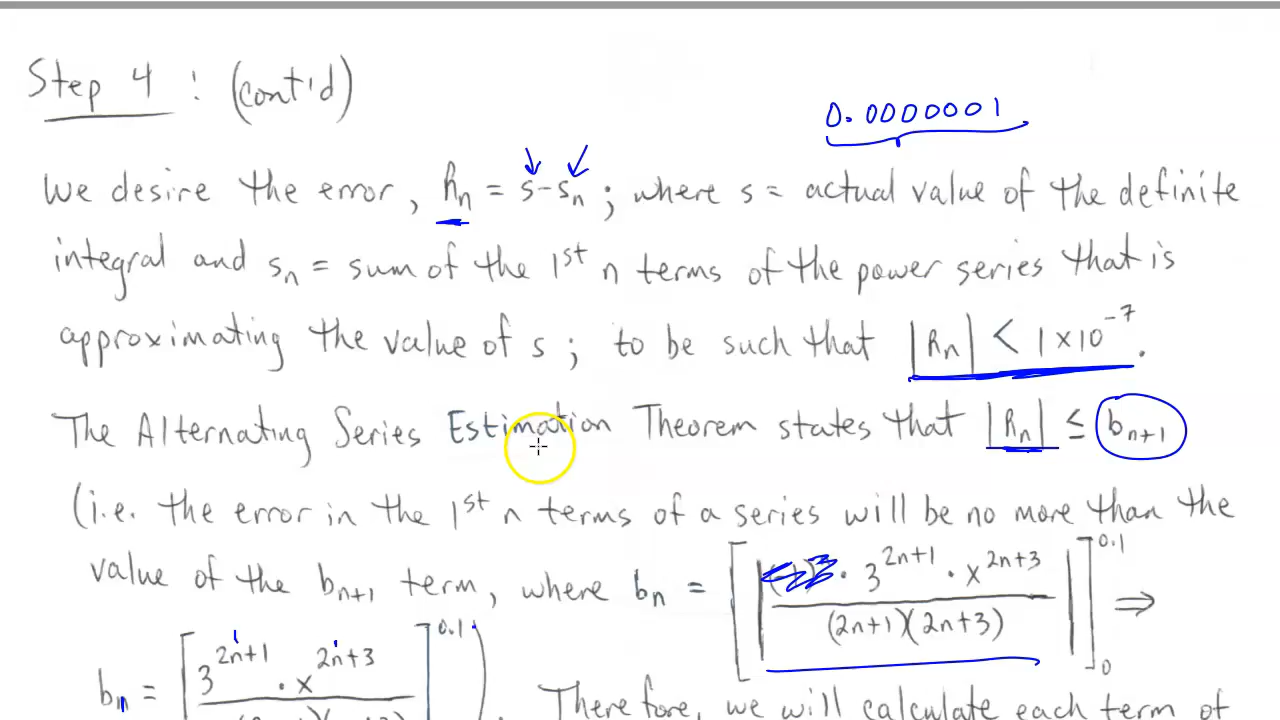 Step 4 : (cont'd)
0.0000001
We desire the error, Rn = s-sn ; where s = actual value of the definite
integral and sn = sum of the 1st n terms of the power series that is
approximating the value of s ; to be such that |Rn| < 1x10^-7.
The Alternating Series Estimation Theorem states that |Rn| ≤ bn+1
(i.e. the error in the 1st n terms of a series will be no more than the
value of the bn+1 term, where bn = [| · 3^(2n+1) · x^(2n+3) / (2n+1)(2n+3) |] 0.1 0 ⇒
bn = [3^(2n+1) · x^(2n+3)] 0.1 ). Therefore, we will calculate each term of